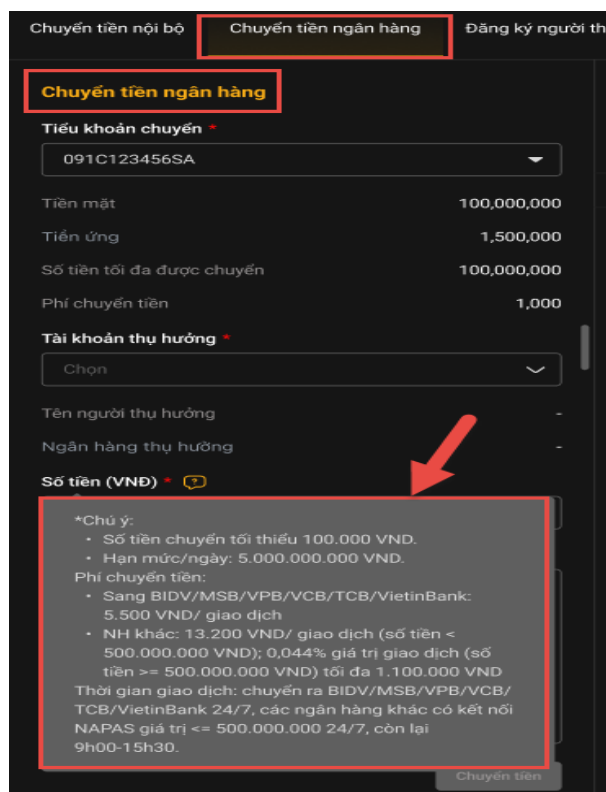 Chuyển tiền nội bộ Chuyển tiền ngân hàng Đăng ký người th
Chuyển tiền ngân hàng
Tiểu khoản chuyển *
091C123456SA
Tiền mặt 100,000,000
Tiền ứng 1,500,000
Số tiền tối đa được chuyển 100,000,000
Phí chuyển tiền 1,000
Tài khoản thụ hưởng *
Chọn
Tên người thụ hưởng -
Ngân hàng thụ hưởng -
Số tiền (VNĐ) * ?
*Chú ý:
• Số tiền chuyển tối thiểu 100.000 VND.
• Hạn mức/ngày: 5.000.000.000 VND.
Phí chuyển tiền:
• Sang BIDV/MSB/VPB/VCB/TCB/VietinBank:
5.500 VND/ giao dịch
• NH khác: 13.200 VND/ giao dịch (số tiền <
500.000.000 VND); 0,044% giá trị giao dịch (số
tiền >= 500.000.000 VND) tối đa 1.100.000 VND
Thời gian giao dịch: chuyển ra BIDV/MSB/VPB/VCB/
TCB/VietinBank 24/7, các ngân hàng khác có kết nối
NAPAS giá trị <= 500.000.000 24/7, còn lại
9h00-15h30.
Chuyển tiền